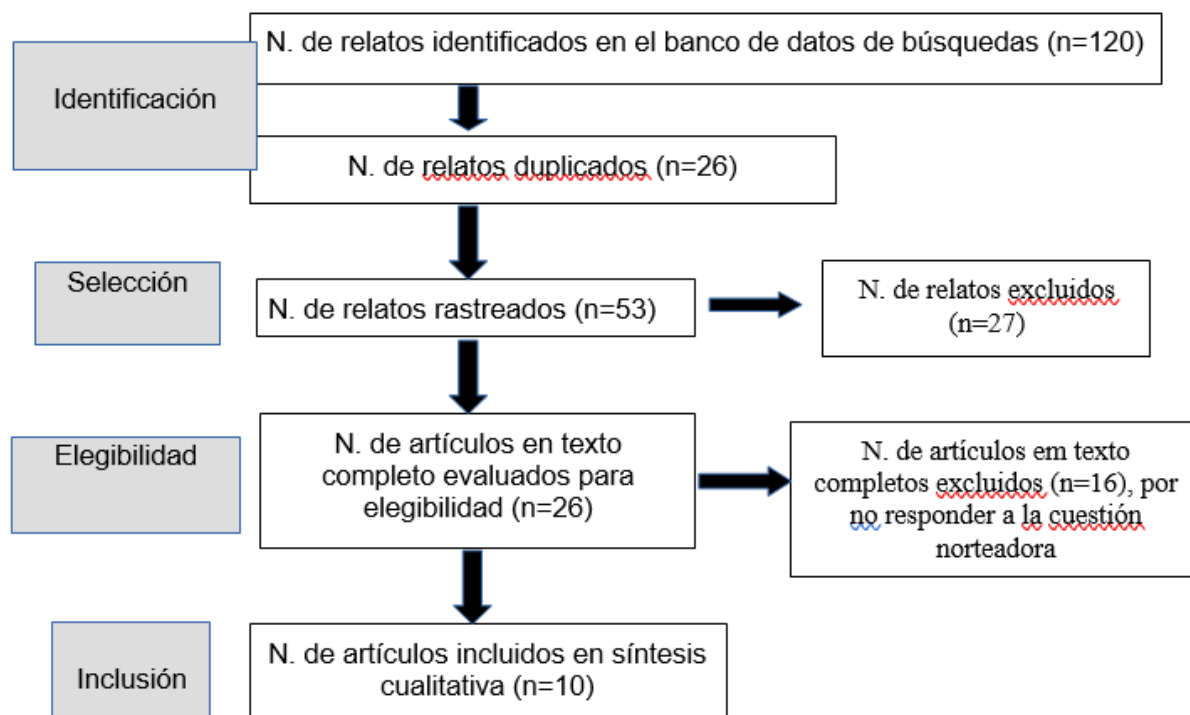 N. de relatos identificados en el banco de datos de búsquedas (n=120)
Identificación
N. de relatos duplicados (n=26)
Selección
N. de relatos rastreados (n=53)
N. de relatos excluidos
(n=27)
Elegibilidad
N. de artículos en texto
completo evaluados para
elegibilidad (n=26)
N. de artículos em texto
completos excluidos (n=16), por
no responder a la cuestión
norteadora
Inclusión
N. de artículos incluidos en síntesis
cualitativa (n=10)